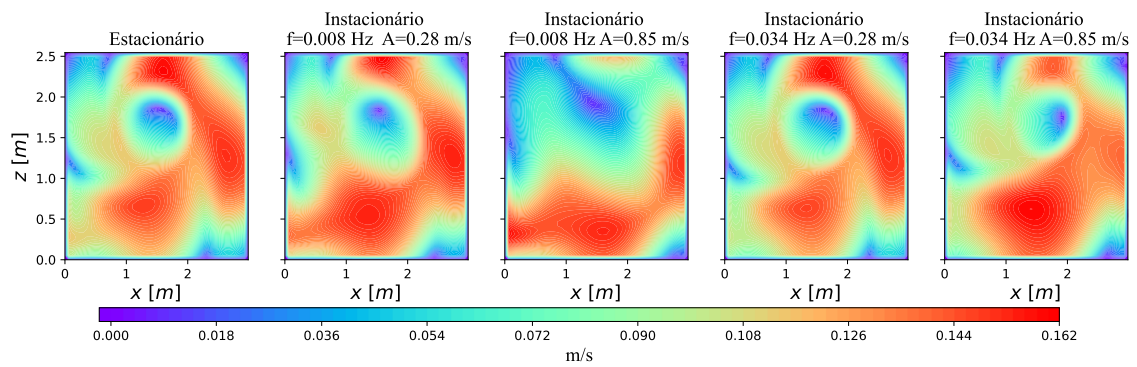 Estacionário
Instacionário
f=0.008 Hz  A=0.28 m/s
Instacionário
f=0.008 Hz A=0.85 m/s
Instacionário
f=0.034 Hz A=0.28 m/s
Instacionário
f=0.034 Hz A=0.85 m/s
z [m]
2.5
2.0
1.5
1.0
0.5
0.0
0 1 2
0 1 2
0 1 2
0 1 2
0 1 2
x [m]
x [m]
x [m]
x [m]
x [m]
0.000 0.018 0.036 0.054 0.072 0.090 0.108 0.126 0.144 0.162
m/s